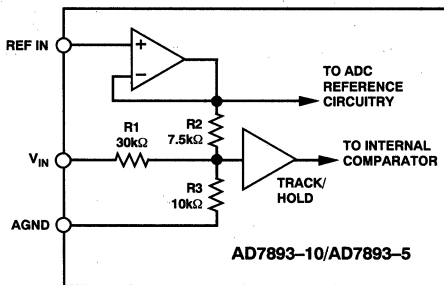 REF IN
+
−
TO ADC
REFERENCE
CIRCUITRY
R1
30kΩ
R2
7.5kΩ
VIN
TO INTERNAL
COMPARATOR
TRACK/
HOLD
R3
10kΩ
AGND
AD7893–10/AD7893–5